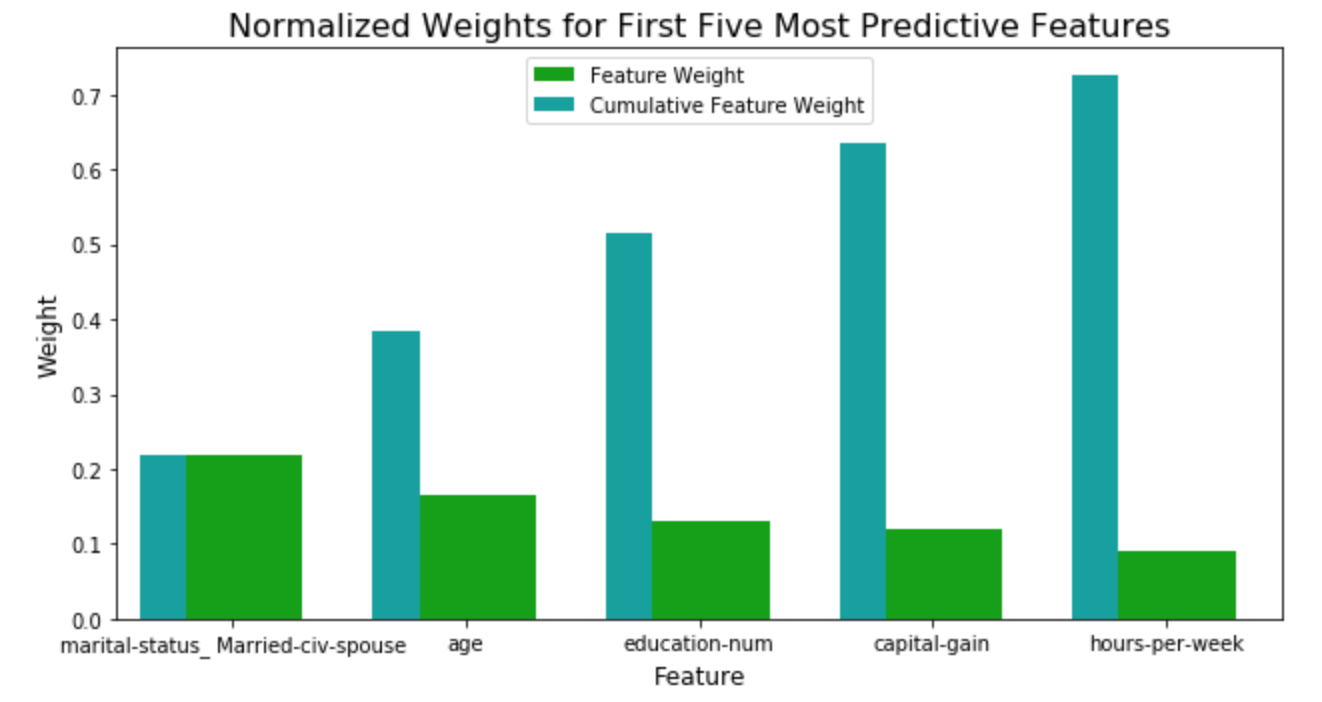 Normalized Weights for First Five Most Predictive Features
Feature Weight
Cumulative Feature Weight
0.7
0.6
0.5
0.4
0.3
0.2
0.1
0.0
Weight
marital-status_ Married-civ-spouse
age
education-num
capital-gain
hours-per-week
Feature